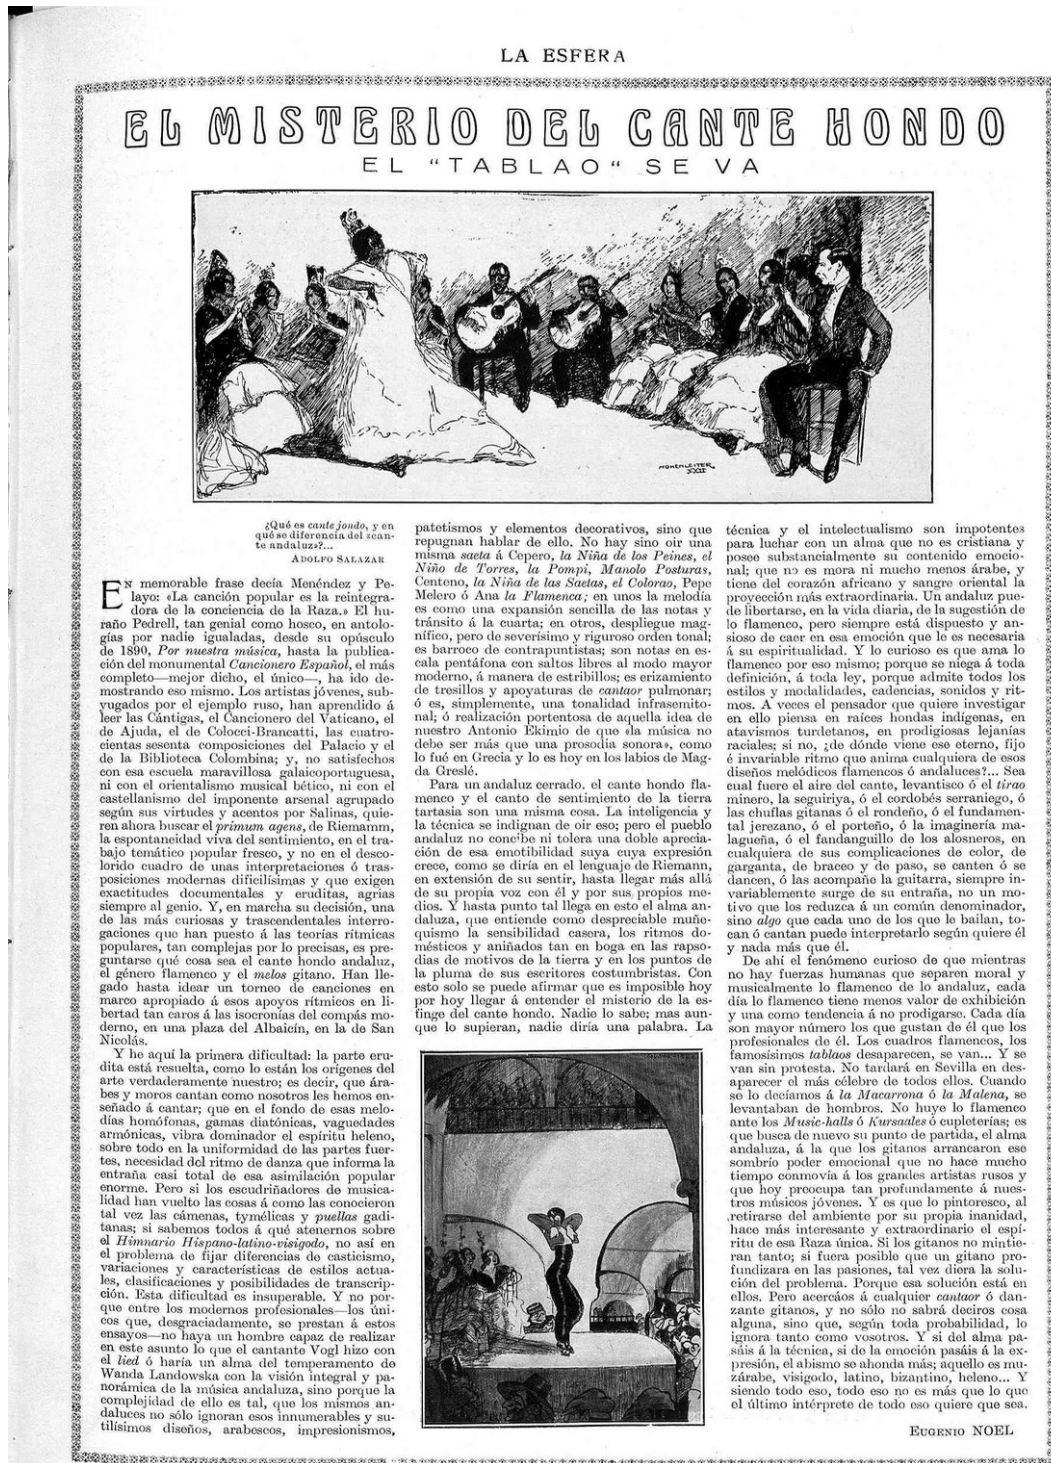 LA ESFERA
EL MISTERIO DEL CANTE HONDO
EL "TABLAO" SE VA
HOHENLEITER
XXII
¿Qué es cante jondo, y en
qué se diferencia del «can-
te andaluz»?...
ADOLFO SALAZAR
EN memorable frase decía Menéndez y Pe-
layo: «La canción popular es la reintegra-
dora de la conciencia de la Raza.» El hu-
raño Pedrell, tan genial como hosco, en antolo-
gías por nadie igualadas, desde su opúsculo
de 1890, Por nuestra música, hasta la publica-
ción del monumental Cancionero Español, el más
completo—mejor dicho, el único—, ha ido de-
mostrando eso mismo. Los artistas jóvenes, sub-
yugados por el ejemplo ruso, han aprendido á
leer las Cántigas, el Cancionero del Vaticano, el
de Ajuda, el de Colocci-Brancatti, las cuatro-
cientas sesenta composiciones del Palacio y el
de la Biblioteca Colombina; y, no satisfechos
con esa escuela maravillosa galaicoportuguesa,
ni con el orientalismo musical bético, ni con el
castellanismo del imponente arsenal agrupado
según sus virtudes y acentos por Salinas, quie-
ren ahora buscar el primum agens, de Riemamm,
la espontaneidad viva del sentimiento, en el tra-
bajo temático popular fresco, y no en el desco-
lorido cuadro de unas interpretaciones ó tras-
posiciones modernas dificilísimas y que exigen
exactitudes documentales y eruditas, agrias
siempre al genio. Y, en marcha su decisión, una
de las más curiosas y trascendentales interro-
gaciones que han puesto á las teorías rítmicas
populares, tan complejas por lo precisas, es pre-
guntarse qué cosa sea el cante hondo andaluz,
el género flamenco y el melos gitano. Han lle-
gado hasta idear un torneo de canciones en
marco apropiado á esos apoyos rítmicos en li-
bertad tan caros á las isocronías del compás mo-
derno, en una plaza del Albaicín, en la de San
Nicolás.
Y he aquí la primera dificultad: la parte eru-
dita está resuelta, como lo están los orígenes del
arte verdaderamente nuestro; es decir, que ára-
bes y moros cantan como nosotros les hemos en-
señado á cantar; que en el fondo de esas melo-
días homófonas, gamas diatónicas, vaguedades
armónicas, vibra dominador el espíritu heleno,
sobre todo en la uniformidad de las partes fuer-
tes, necesidad del ritmo de danza que informa la
entraña casi total de esa asimilación popular
enorme. Pero si los escudriñadores de musica-
lidad han vuelto las cosas á como las conocieron
tal vez las cámenas, tymélicas y puellas gadi-
tanas; si sabemos todos á qué atenernos sobre
el Himnario Hispano-latino-visigodo, no así en
el problema de fijar diferencias de casticismo,
variaciones y características de estilos actua-
les, clasificaciones y posibilidades de transcrip-
ción. Esta dificultad es insuperable. Y no por-
que entre los modernos profesionales—los úni-
cos que, desgraciadamente, se prestan á estos
ensayos—no haya un hombre capaz de realizar
en este asunto lo que el cantante Vogl hizo con
el lied ó haría un alma del temperamento de
Wanda Landowska con la visión integral y pa-
norámica de la música andaluza, sino porque la
complejidad de ello es tal, que los mismos an-
daluces no sólo ignoran esos innumerables y su-
tilísimos diseños, arabescos, impresionismos,
patetismos y elementos decorativos, sino que
repugnan hablar de ello. No hay sino oir una
misma saeta á Cepero, la Niña de los Peines, el
Niño de Torres, la Pompi, Manolo Posturas,
Centeno, la Niña de las Saetas, el Colorao, Pepe
Melero ó Ana la Flamenca; en unos la melodía
es como una expansión sencilla de las notas y
tránsito á la cuarta; en otros, despliegue mag-
nífico, pero de severísimo y riguroso orden tonal;
es barroco de contrapuntistas; son notas en es-
cala pentáfona con saltos libres al modo mayor
moderno, á manera de estribillos; es erizamiento
de tresillos y apoyaturas de cantaor pulmonar;
ó es, simplemente, una tonalidad infrasemito-
nal; ó realización portentosa de aquella idea de
nuestro Antonio Ekimio de que «la música no
debe ser más que una prosodia sonora», como
lo fué en Grecia y lo es hoy en los labios de Mag-
da Greslé.
Para un andaluz cerrado, el cante hondo fla-
menco y el canto de sentimiento de la tierra
tartasia son una misma cosa. La inteligencia y
la técnica se indignan de oir eso; pero el pueblo
andaluz no concibe ni tolera una doble aprecia-
ción de esa emotibilidad suya cuya expresión
crece, como se diría en el lenguaje de Riemann,
en extensión de su sentir, hasta llegar más allá
de su propia voz con él y por sus propios me-
dios. Y hasta punto tal llega en esto el alma an-
daluza, que entiende como despreciable muñe-
quismo la sensibilidad casera, los ritmos do-
mésticos y aniñados tan en boga en las rapso-
dias de motivos de la tierra y en los puntos de
la pluma de sus escritores costumbristas. Con
esto solo se puede afirmar que es imposible hoy
por hoy llegar á entender el misterio de la es-
finge del cante hondo. Nadie lo sabe; mas aun-
que lo supieran, nadie diría una palabra. La
técnica y el intelectualismo son impotentes
para luchar con un alma que no es cristiana y
posee substancialmente su contenido emocio-
nal; que no es mora ni mucho menos árabe, y
tiene del corazón africano y sangre oriental la
proyección más extraordinaria. Un andaluz pue-
de libertarse, en la vida diaria, de la sugestión de
lo flamenco, pero siempre está dispuesto y an-
sioso de caer en esa emoción que le es necesaria
á su espiritualidad. Y lo curioso es que ama lo
flamenco por eso mismo; porque se niega á toda
definición, á toda ley, porque admite todos los
estilos y modalidades, cadencias, sonidos y rit-
mos. A veces el pensador que quiere investigar
en ello piensa en raíces hondas indígenas, en
atavismos turdetanos, en prodigiosas lejanías
raciales; si no, ¿de dónde viene ese eterno, fijo
é invariable ritmo que anima cualquiera de esos
diseños melódicos flamencos ó andaluces?... Sea
cual fuere el aire del cante, levantisco ó el tirao
minero, la seguiriya, ó el cordobés serraniego, ó
las chuflas gitanas ó el rondeño, ó el fundamen-
tal jerezano, ó el porteño, ó la imaginería ma-
lagueña, ó el fandanguillo de los alosneros, en
cualquiera de sus complicaciones de color, de
garganta, de braceo y de paso, se canten ó se
dancen, ó las acompañe la guitarra, siempre in-
variablemente surge de su entraña, no un mo-
tivo que los reduzca á un común denominador,
sino algo que cada uno de los que le bailan, to-
can ó cantan puede interpretarlo según quiere él
y nada más que él.
De ahí el fenómeno curioso de que mientras
no hay fuerzas humanas que separen moral y
musicalmente lo flamenco de lo andaluz, cada
día lo flamenco tiene menos valor de exhibición
y una como tendencia á no prodigarse. Cada día
son mayor número los que gustan de él que los
profesionales de él. Los cuadros flamencos, los
famosísimos tablaos desaparecen, se van... Y se
van sin protesta. No tardará en Sevilla en des-
aparecer el más célebre de todos ellos. Cuando
se lo decíamos á la Macarrona ó la Malena, se
levantaban de hombros. No huye lo flamenco
ante los Music-halls ó Kursaales ó cupleterías; es
que busca de nuevo su punto de partida, el alma
andaluza, á la que los gitanos arrancaron ese
sombrío poder emocional que no hace mucho
tiempo conmovía á los grandes artistas rusos y
que hoy preocupa tan profundamente á nues-
tros músicos jóvenes. Y es que lo pintoresco, al
retirarse del ambiente por su propia inanidad,
hace más interesante y extraordinario el espí-
ritu de esa Raza única. Si los gitanos no mintie-
ran tanto; si fuera posible que un gitano pro-
fundizara en las pasiones, tal vez diera la solu-
ción del problema. Porque esa solución está en
ellos. Pero acercáos á cualquier cantaor ó dan-
zante gitanos, y no sólo no sabrá deciros cosa
alguna, sino que, según toda probabilidad, lo
ignora tanto como vosotros. Y si del alma pa-
sáis á la técnica, si de la emoción pasáis á la ex-
presión, el abismo se ahonda más; aquello es mu-
zárabe, visigodo, latino, bizantino, heleno... Y
siendo todo eso, todo eso no es más que lo que
el último intérprete de todo eso quiere que sea.
EUGENIO NOEL